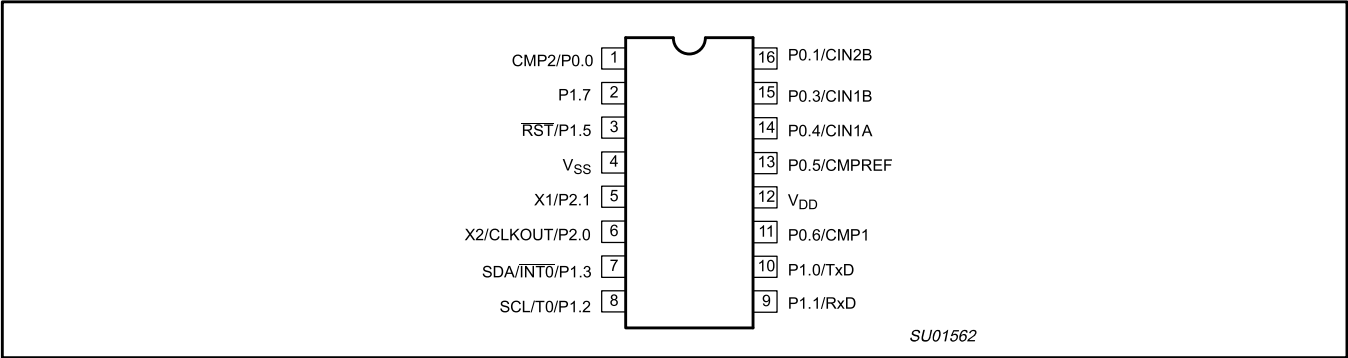 CMP2/P0.0 1 16 P0.1/CIN2B
P1.7 2 15 P0.3/CIN1B
RST/P1.5 3 14 P0.4/CIN1A
VSS 4 13 P0.5/CMPREF
X1/P2.1 5 12 VDD
X2/CLKOUT/P2.0 6 11 P0.6/CMP1
SDA/INT0/P1.3 7 10 P1.0/TxD
SCL/T0/P1.2 8 9 P1.1/RxD
SU01562